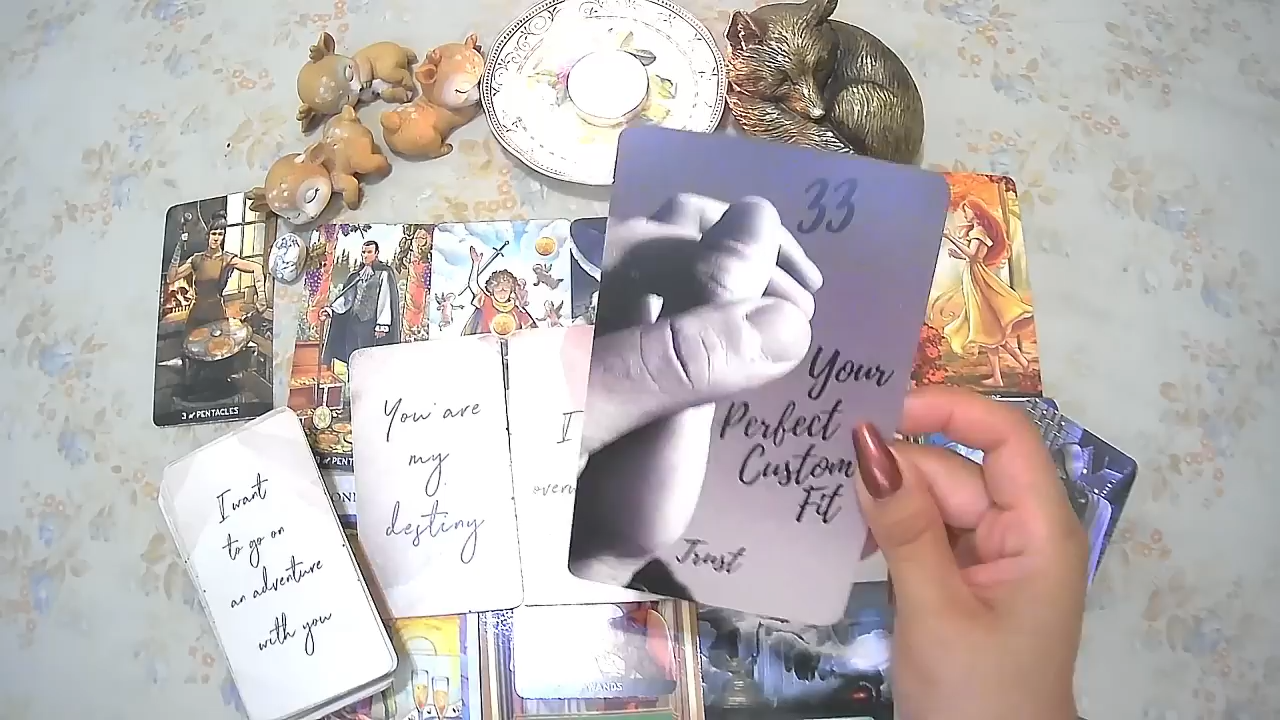 33
Your
Perfect
Custom
Fit
Trust
3 of PENTACLES
You are
my
destiny
I
I want
to go on
an adventure
with you
WANDS